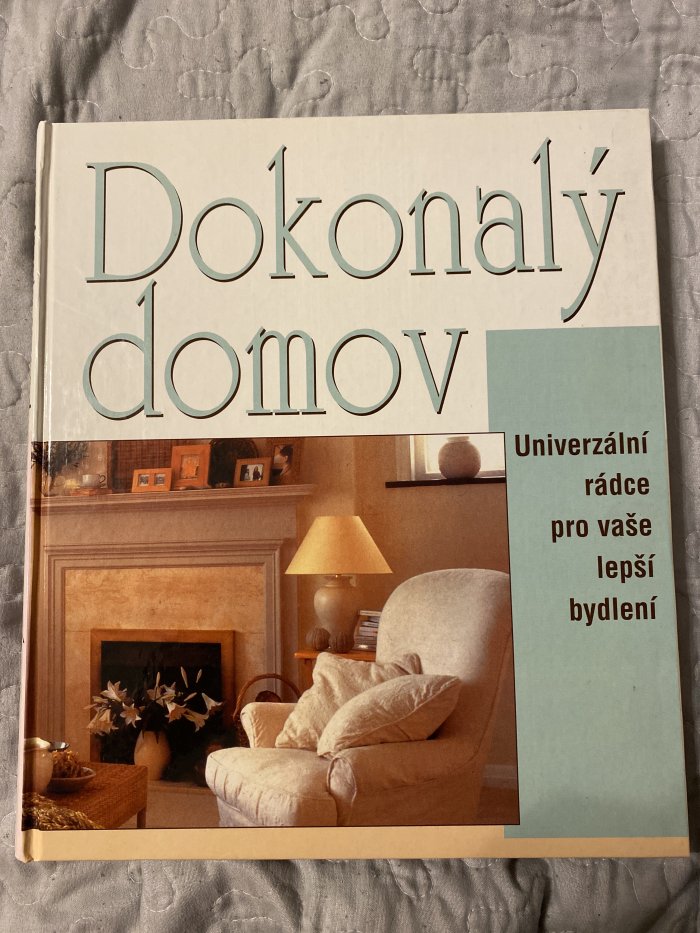 Dokonalý
domov
Univerzální
rádce
pro vaše
lepší
bydlení